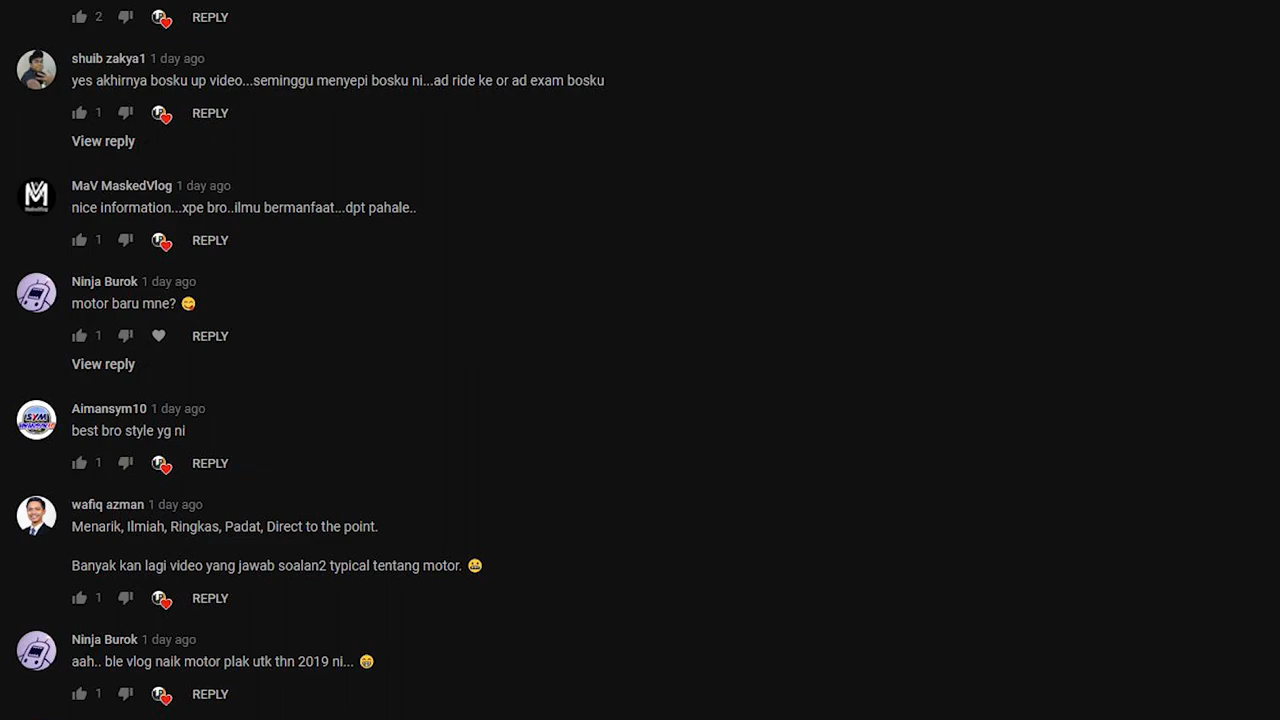 2 REPLY
shuib zakya1 1 day ago
yes akhirnya bosku up video...seminggu menyepi bosku ni...ad ride ke or ad exam bosku
1 REPLY
View reply
MaV MaskedVlog 1 day ago
nice information...xpe bro..ilmu bermanfaat...dpt pahale..
1 REPLY
Ninja Burok 1 day ago
motor baru mne? 😋
1 REPLY
View reply
Aimansym10 1 day ago
best bro style yg ni
1 REPLY
wafiq azman 1 day ago
Menarik, Ilmiah, Ringkas, Padat, Direct to the point.
Banyak kan lagi video yang jawab soalan2 typical tentang motor. 😀
1 REPLY
Ninja Burok 1 day ago
aah.. ble vlog naik motor plak utk thn 2019 ni... 😁
1 REPLY